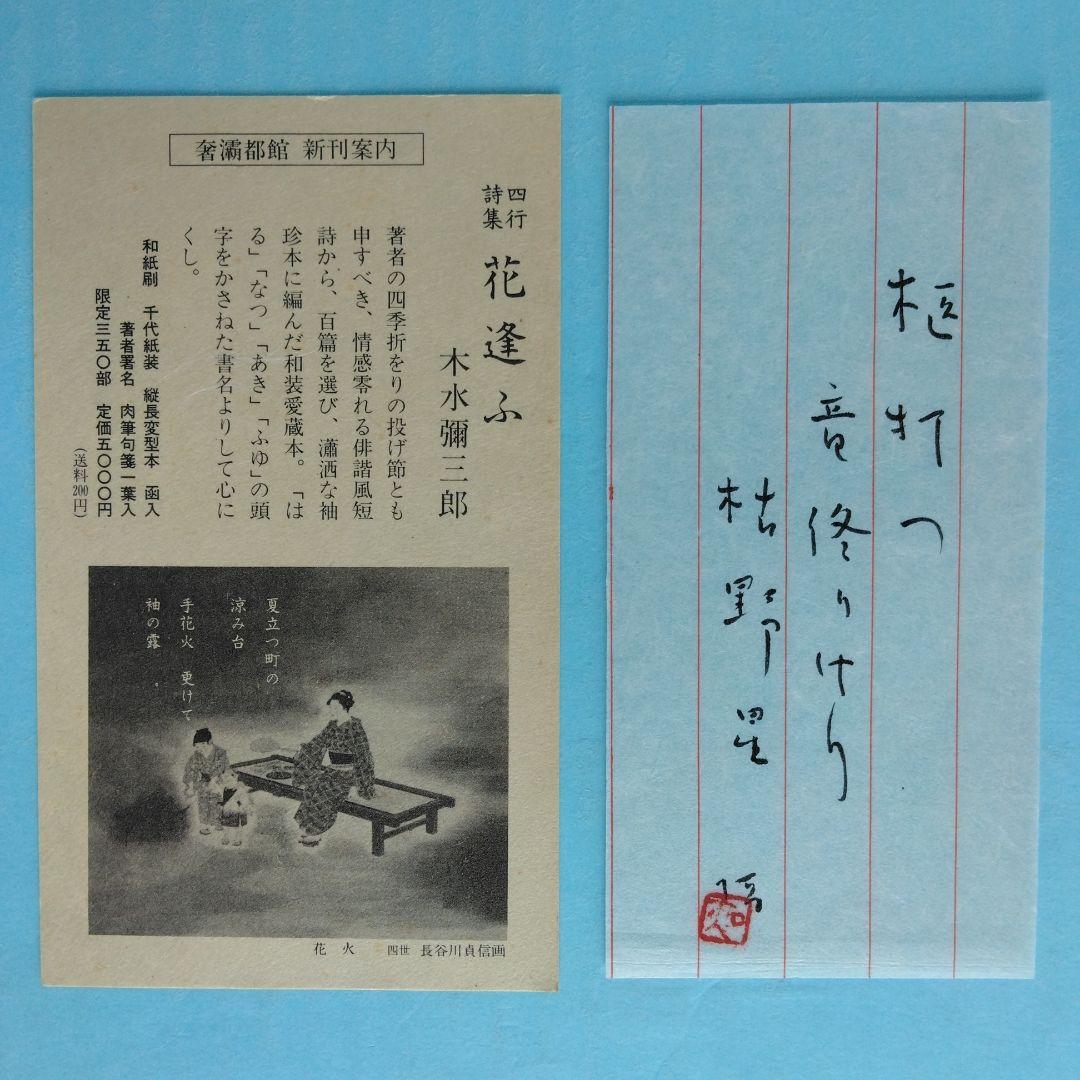 奢灞都館 新刊案内
四行詩集 花逢ふ
木水彌三郎
著者の四季折をりの投げ節とも
申すべき、情感零れる俳諧風短
詩から、百篇を選び、瀟洒な袖
珍本に編んだ和装愛蔵本。「は
る」「なつ」「あき」「ふゆ」の頭
字をかさねた書名よりして心に
くし。
和紙刷 千代紙装 縦長変型本 函入
著者署名 肉筆句箋一葉入
限定三五〇部 定価五〇〇〇円
(送料200円)
夏立つ町の
涼み台
手花火 更けて
袖の露 。
花火 四世 長谷川貞信画
柩打つ
音終りけり
枯野星